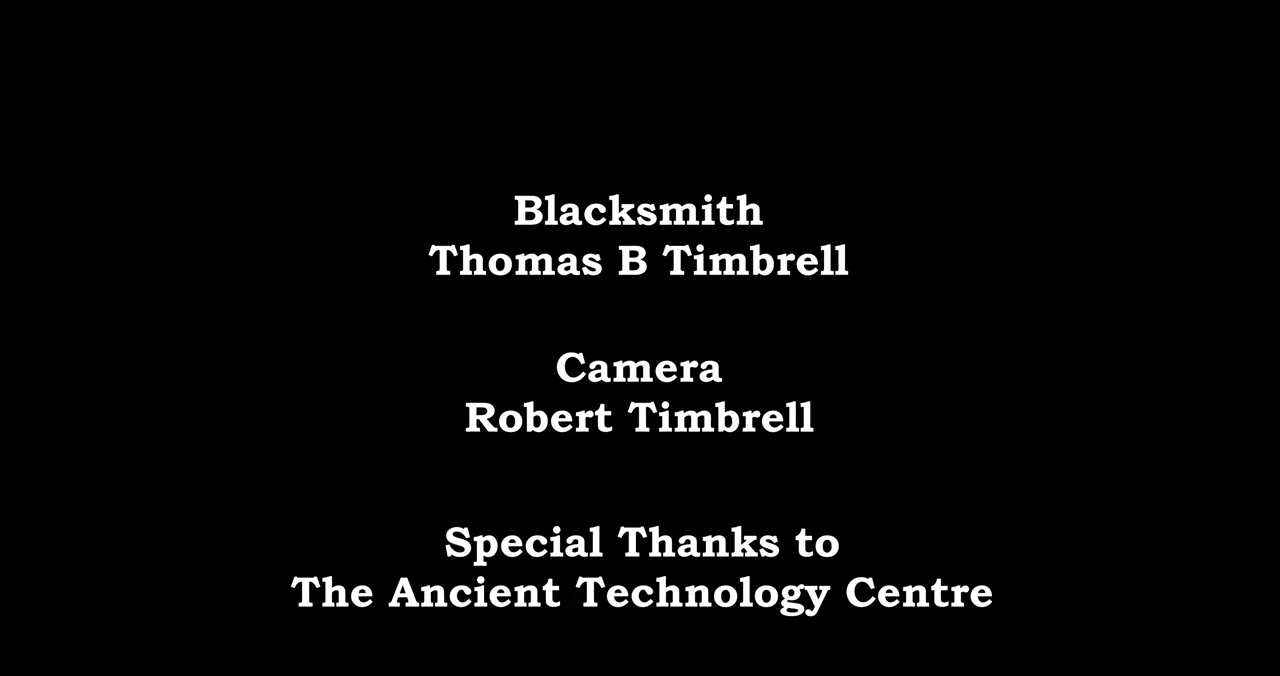 Blacksmith
Thomas B Timbrell
Camera
Robert Timbrell
Special Thanks to
The Ancient Technology Centre